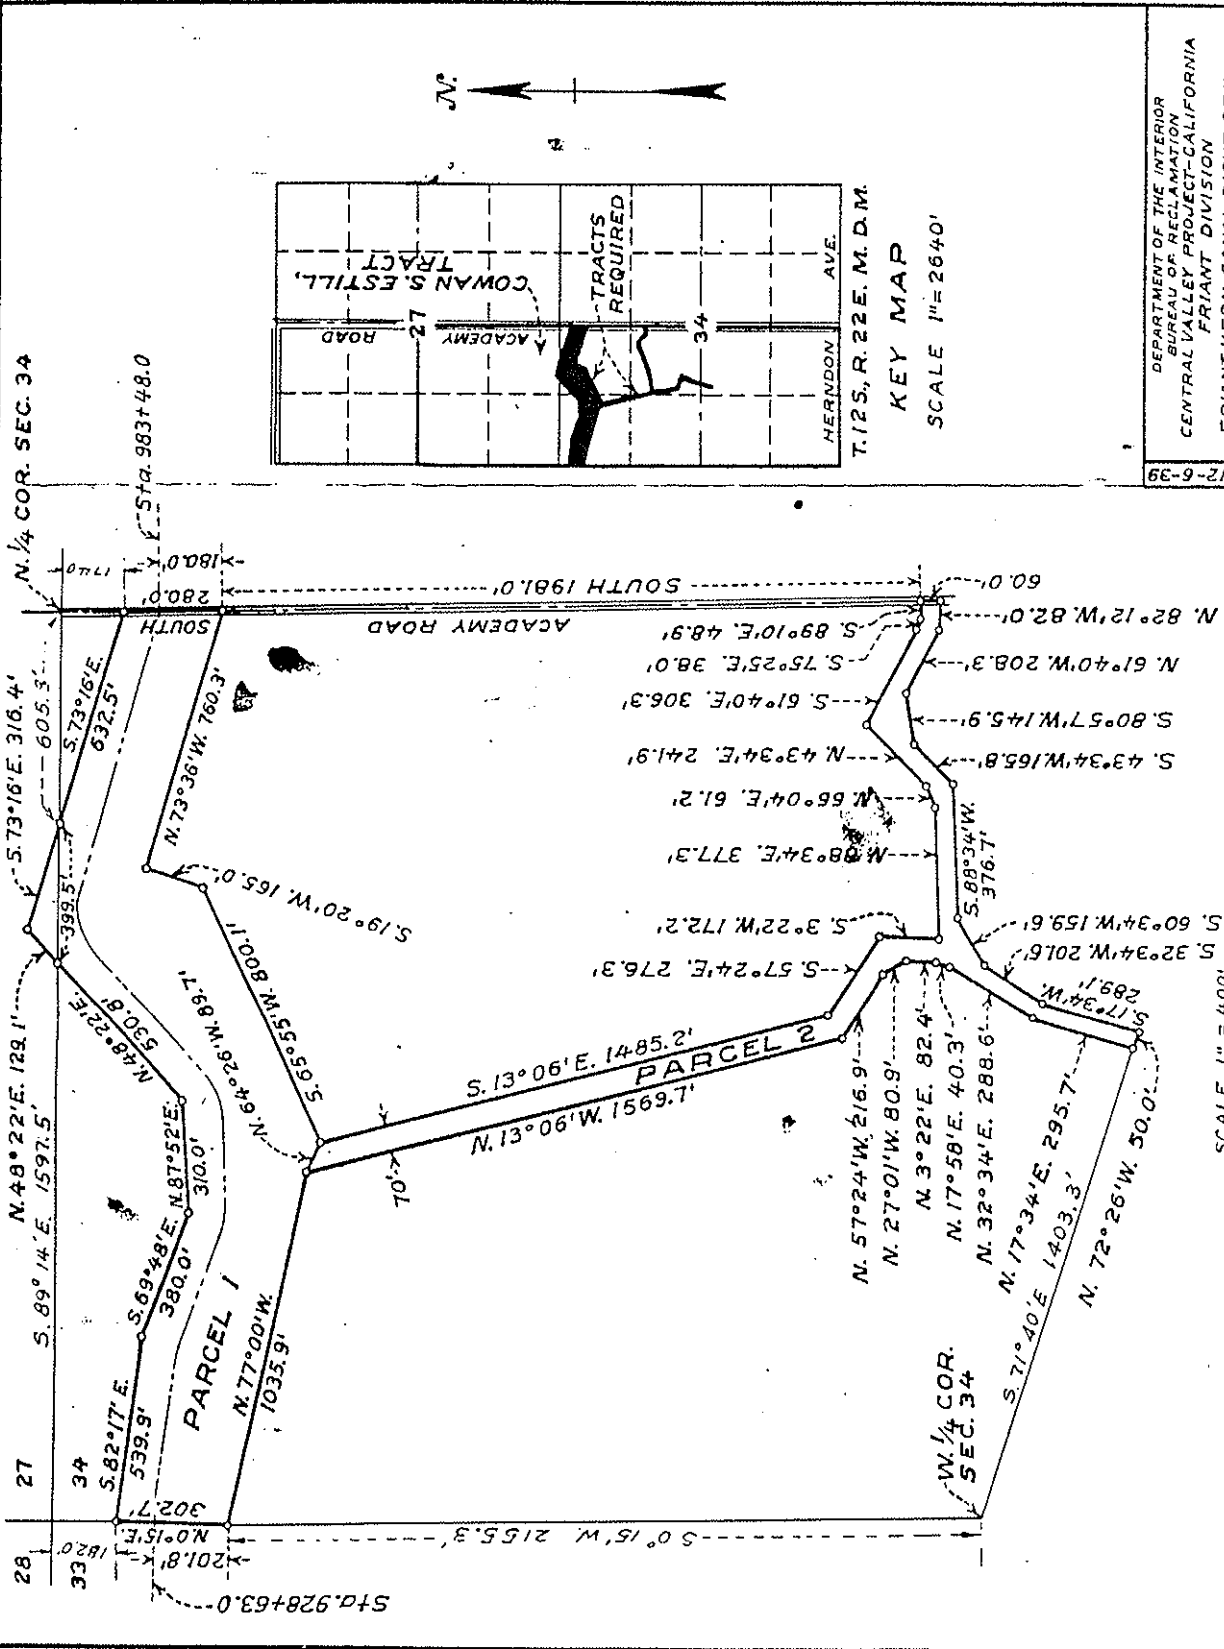 N. 1/4 COR. SEC. 34
Sta. 983+48.0
174.0
180.0'
280.0'
SOUTH
SOUTH 1981.0'
ACADEMY ROAD
S. 73°16'E. 316.4'
605.3'
S. 73°16'E.
632.5'
399.5'
N. 73°36'W. 760.3'
S. 19°20'W. 165.0'
N. 48°22'E. 129.1'
S. 89°14'E. 1597.5'
N. 48°22'E.
530.8'
N. 64°26'W. 89.7'
S. 65°55'W. 800.1'
N. 87°52'E.
310.0'
S. 69°48'E.
380.0'
27
34
28
33
S. 82°17'E.
539.9'
PARCEL 1
N. 77°00'W.
1035.9'
302.7'
N. 0°15'E.
182.0'
201.8'
Sta. 928+63.0
S 0°15'W. 2155.3'
70'
S. 13°06'E. 1485.2'
PARCEL 2
N. 13°06'W. 1569.7'
60.0'
N. 82°12'W. 82.0'
S. 89°10'E. 48.9'
S. 75°25'E. 38.0'
N. 61°40'W. 208.3'
S. 61°40'E. 306.3'
S. 80°57'W. 145.9'
N 43°34'E. 241.9'
S. 43°34'W. 165.8'
N. 66°04'E. 61.2'
N. 88°34'E. 377.3'
S. 88°34'W.
376.7'
S. 3°22'W. 172.2'
S. 60°34'W. 159.6'
S. 57°24'E. 276.3'
S. 32°34'W. 201.6'
S. 17°34'W.
289.1'
N. 57°24'W. 216.9'
N. 27°01'W. 80.9'
N. 3°22'E. 82.4'
N. 17°58'E. 40.3'
N. 32°34'E. 288.6'
N. 17°34'E. 295.7'
N. 72°26'W. 50.0'
S. 71°40'E 1403.3'
W. 1/4 COR.
SEC. 34
SCALE 1"=400'
N.
COWAN S. ESTILL,
TRACT
27
ACADEMY ROAD
TRACTS
REQUIRED
34
HERNDON AVE.
T. 12 S., R. 22 E. M. D. M.
KEY MAP
SCALE 1"=2640'
DEPARTMENT OF THE INTERIOR
BUREAU OF RECLAMATION
CENTRAL VALLEY PROJECT-CALIFORNIA
FRIANT DIVISION
12-6-39